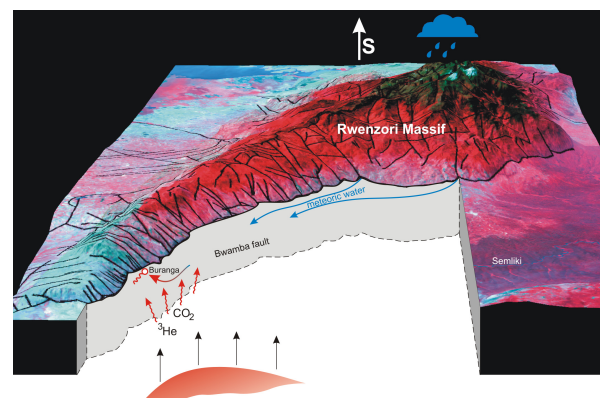 S
Rwenzori Massif
meteoric water
Bwamba fault
Semliki
Buranga
CO₂
³He